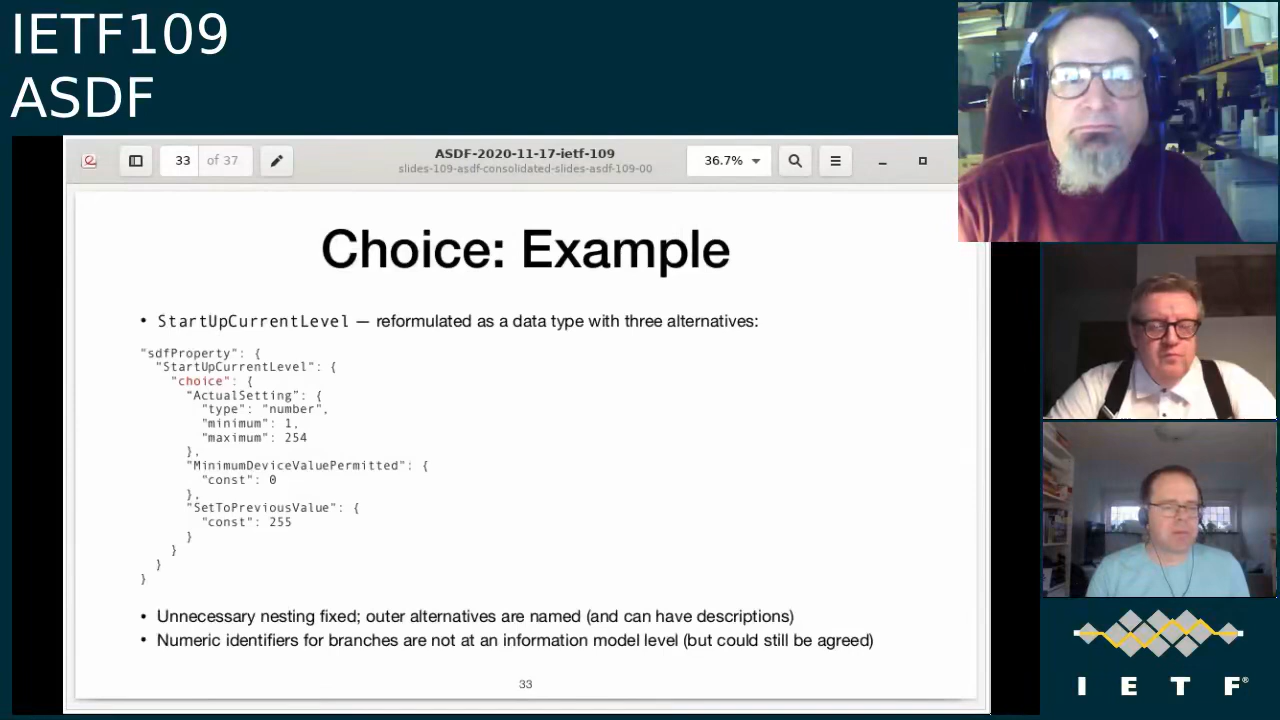 IETF109
ASDF
33 of 37
ASDF-2020-11-17-ietf-109
slides-109-asdf-consolidated-slides-asdf-109-00
36.7%
Choice: Example
• StartUpCurrentLevel — reformulated as a data type with three alternatives:
"sdfProperty": {
"StartUpCurrentLevel": {
"choice": {
"ActualSetting": {
"type": "number",
"minimum": 1,
"maximum": 254
},
"MinimumDeviceValuePermitted": {
"const": 0
},
"SetToPreviousValue": {
"const": 255
}
}
}
}
• Unnecessary nesting fixed; outer alternatives are named (and can have descriptions)
• Numeric identifiers for branches are not at an information model level (but could still be agreed)
33
I E T F®